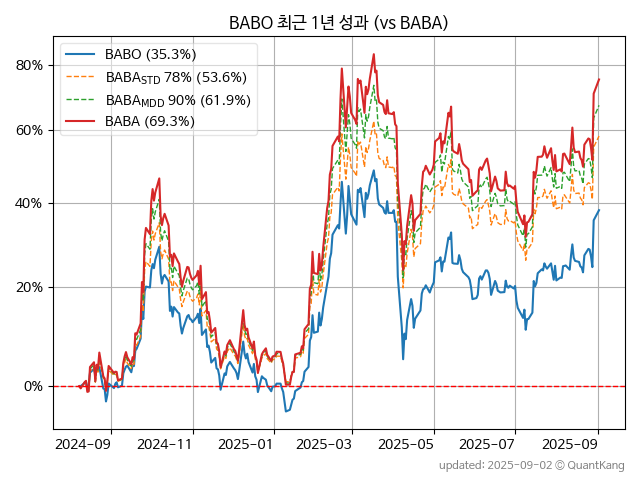 BABO 최근 1년 성과 (vs BABA)
BABO (35.3%)
BABA_STD 78% (53.6%)
BABA_MDD 90% (61.9%)
BABA (69.3%)
80%
60%
40%
20%
0%
2024-09 2024-11 2025-01 2025-03 2025-05 2025-07 2025-09
updated: 2025-09-02 © QuantKang